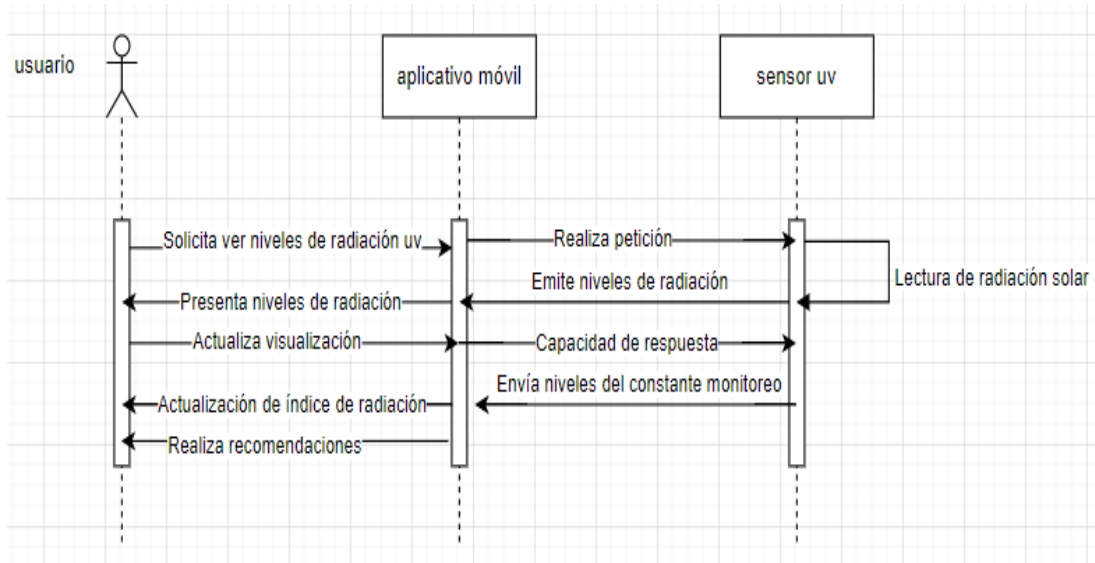 usuario
aplicativo móvil
sensor uv
Solicita ver niveles de radiación uv
Realiza petición
Lectura de radiación solar
Emite niveles de radiación
Presenta niveles de radiación
Actualiza visualización
Capacidad de respuesta
Envía niveles del constante monitoreo
Actualización de índice de radiación
Realiza recomendaciones